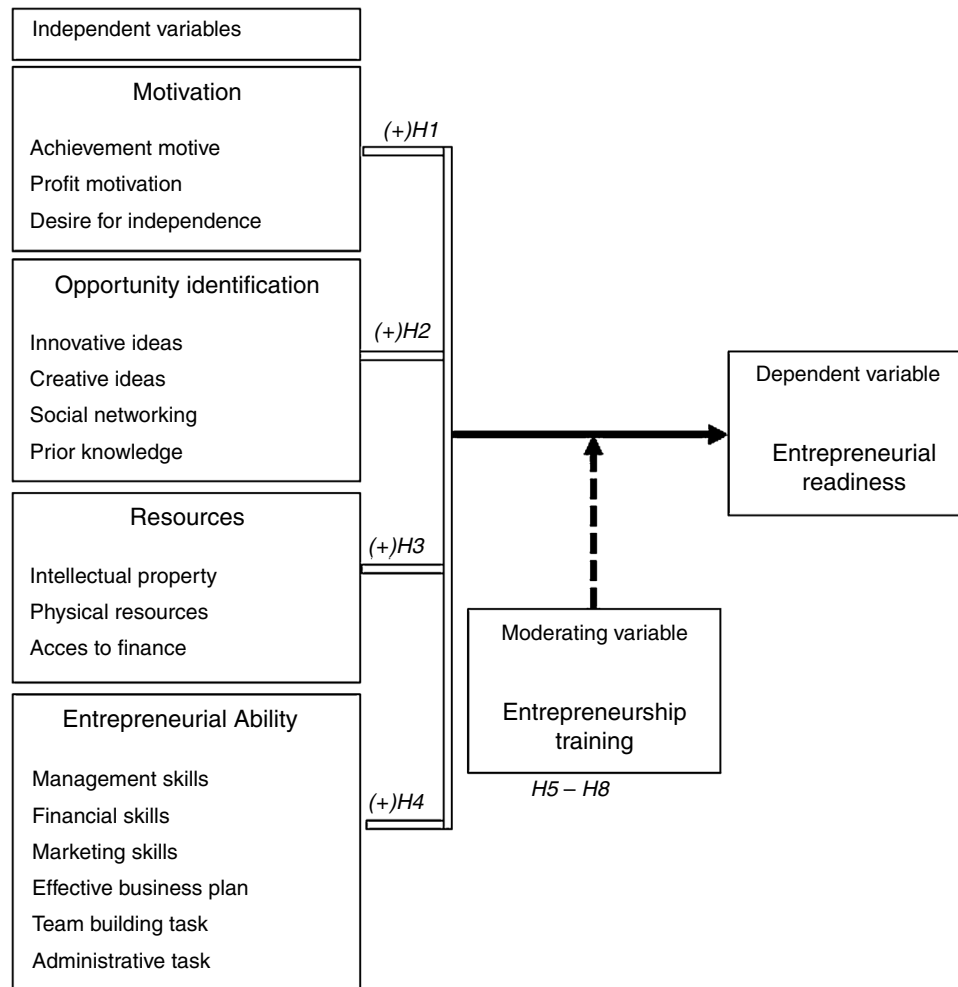 Independent variables
Motivation
Achievement motive
Profit motivation
Desire for independence
(+)H1
Opportunity identification
Innovative ideas
Creative ideas
Social networking
Prior knowledge
(+)H2
Resources
Intellectual property
Physical resources
Acces to finance
(+)H3
Entrepreneurial Ability
Management skills
Financial skills
Marketing skills
Effective business plan
Team building task
Administrative task
(+)H4
Moderating variable
Entrepreneurship
training
H5 – H8
Dependent variable
Entrepreneurial
readiness